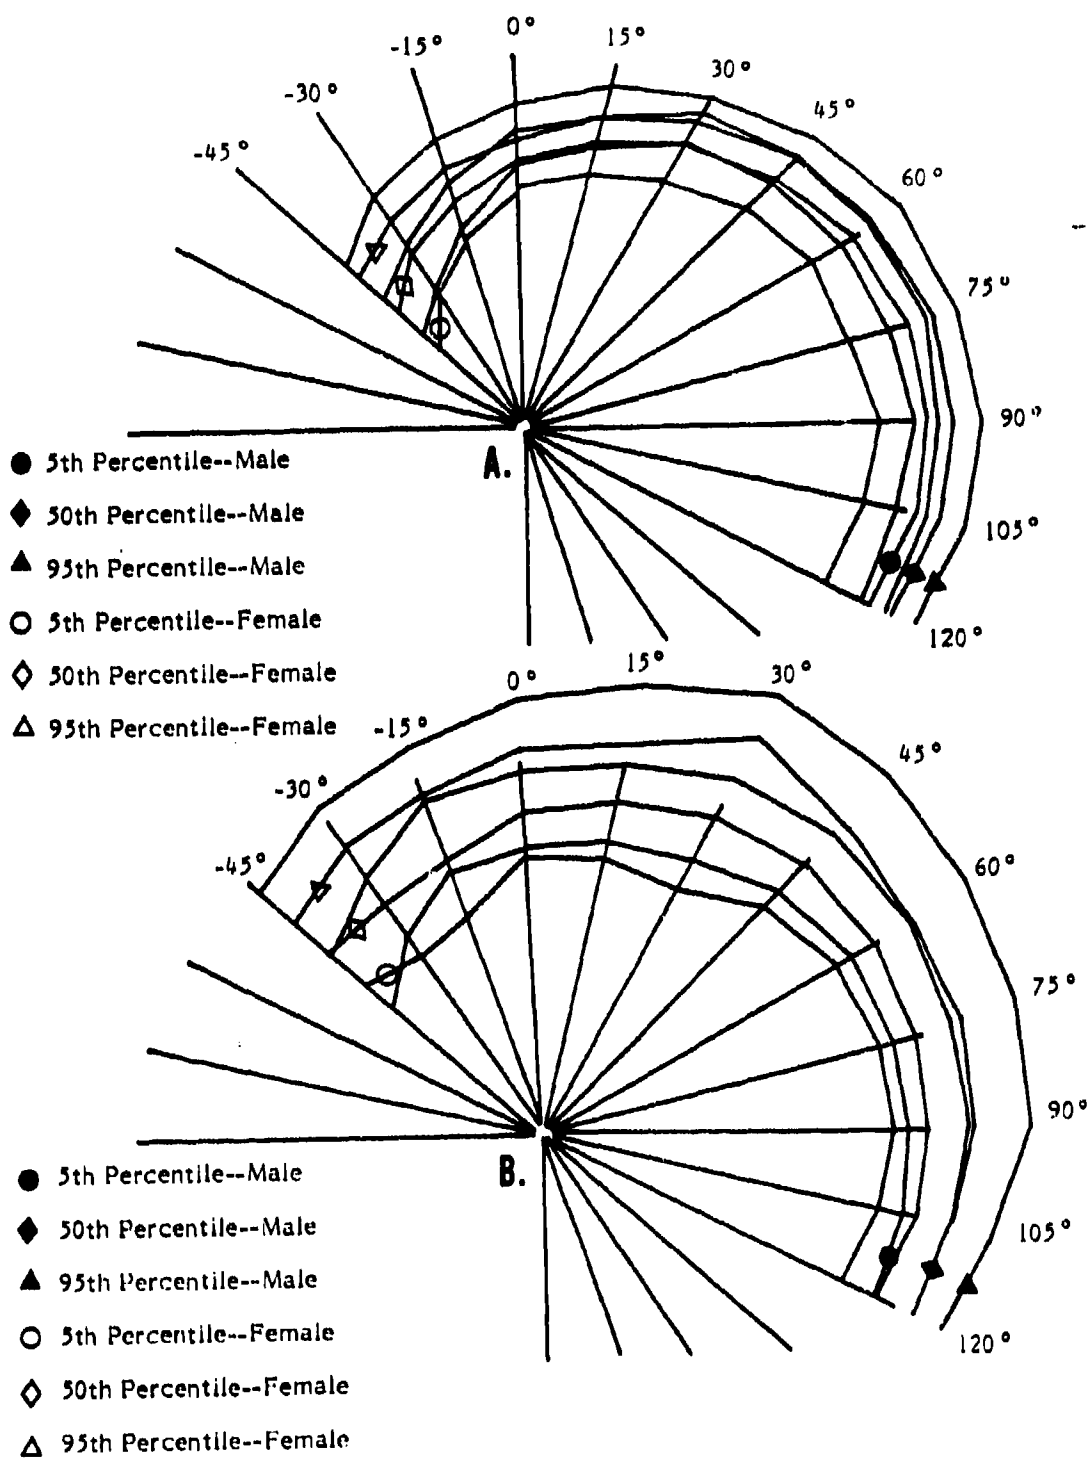 0°
-15°
15°
-30°
30°
45°
-45°
60°
75°
90°
A.
5th Percentile--Male
50th Percentile--Male
105°
95th Percentile--Male
5th Percentile--Female
120°
50th Percentile--Female
95th Percentile--Female
15°
0°
30°
-15°
45°
-30°
-45°
60°
75°
90°
B.
5th Percentile--Male
50th Percentile--Male
105°
95th Percentile--Male
5th Percentile--Female
120°
50th Percentile--Female
95th Percentile--Female